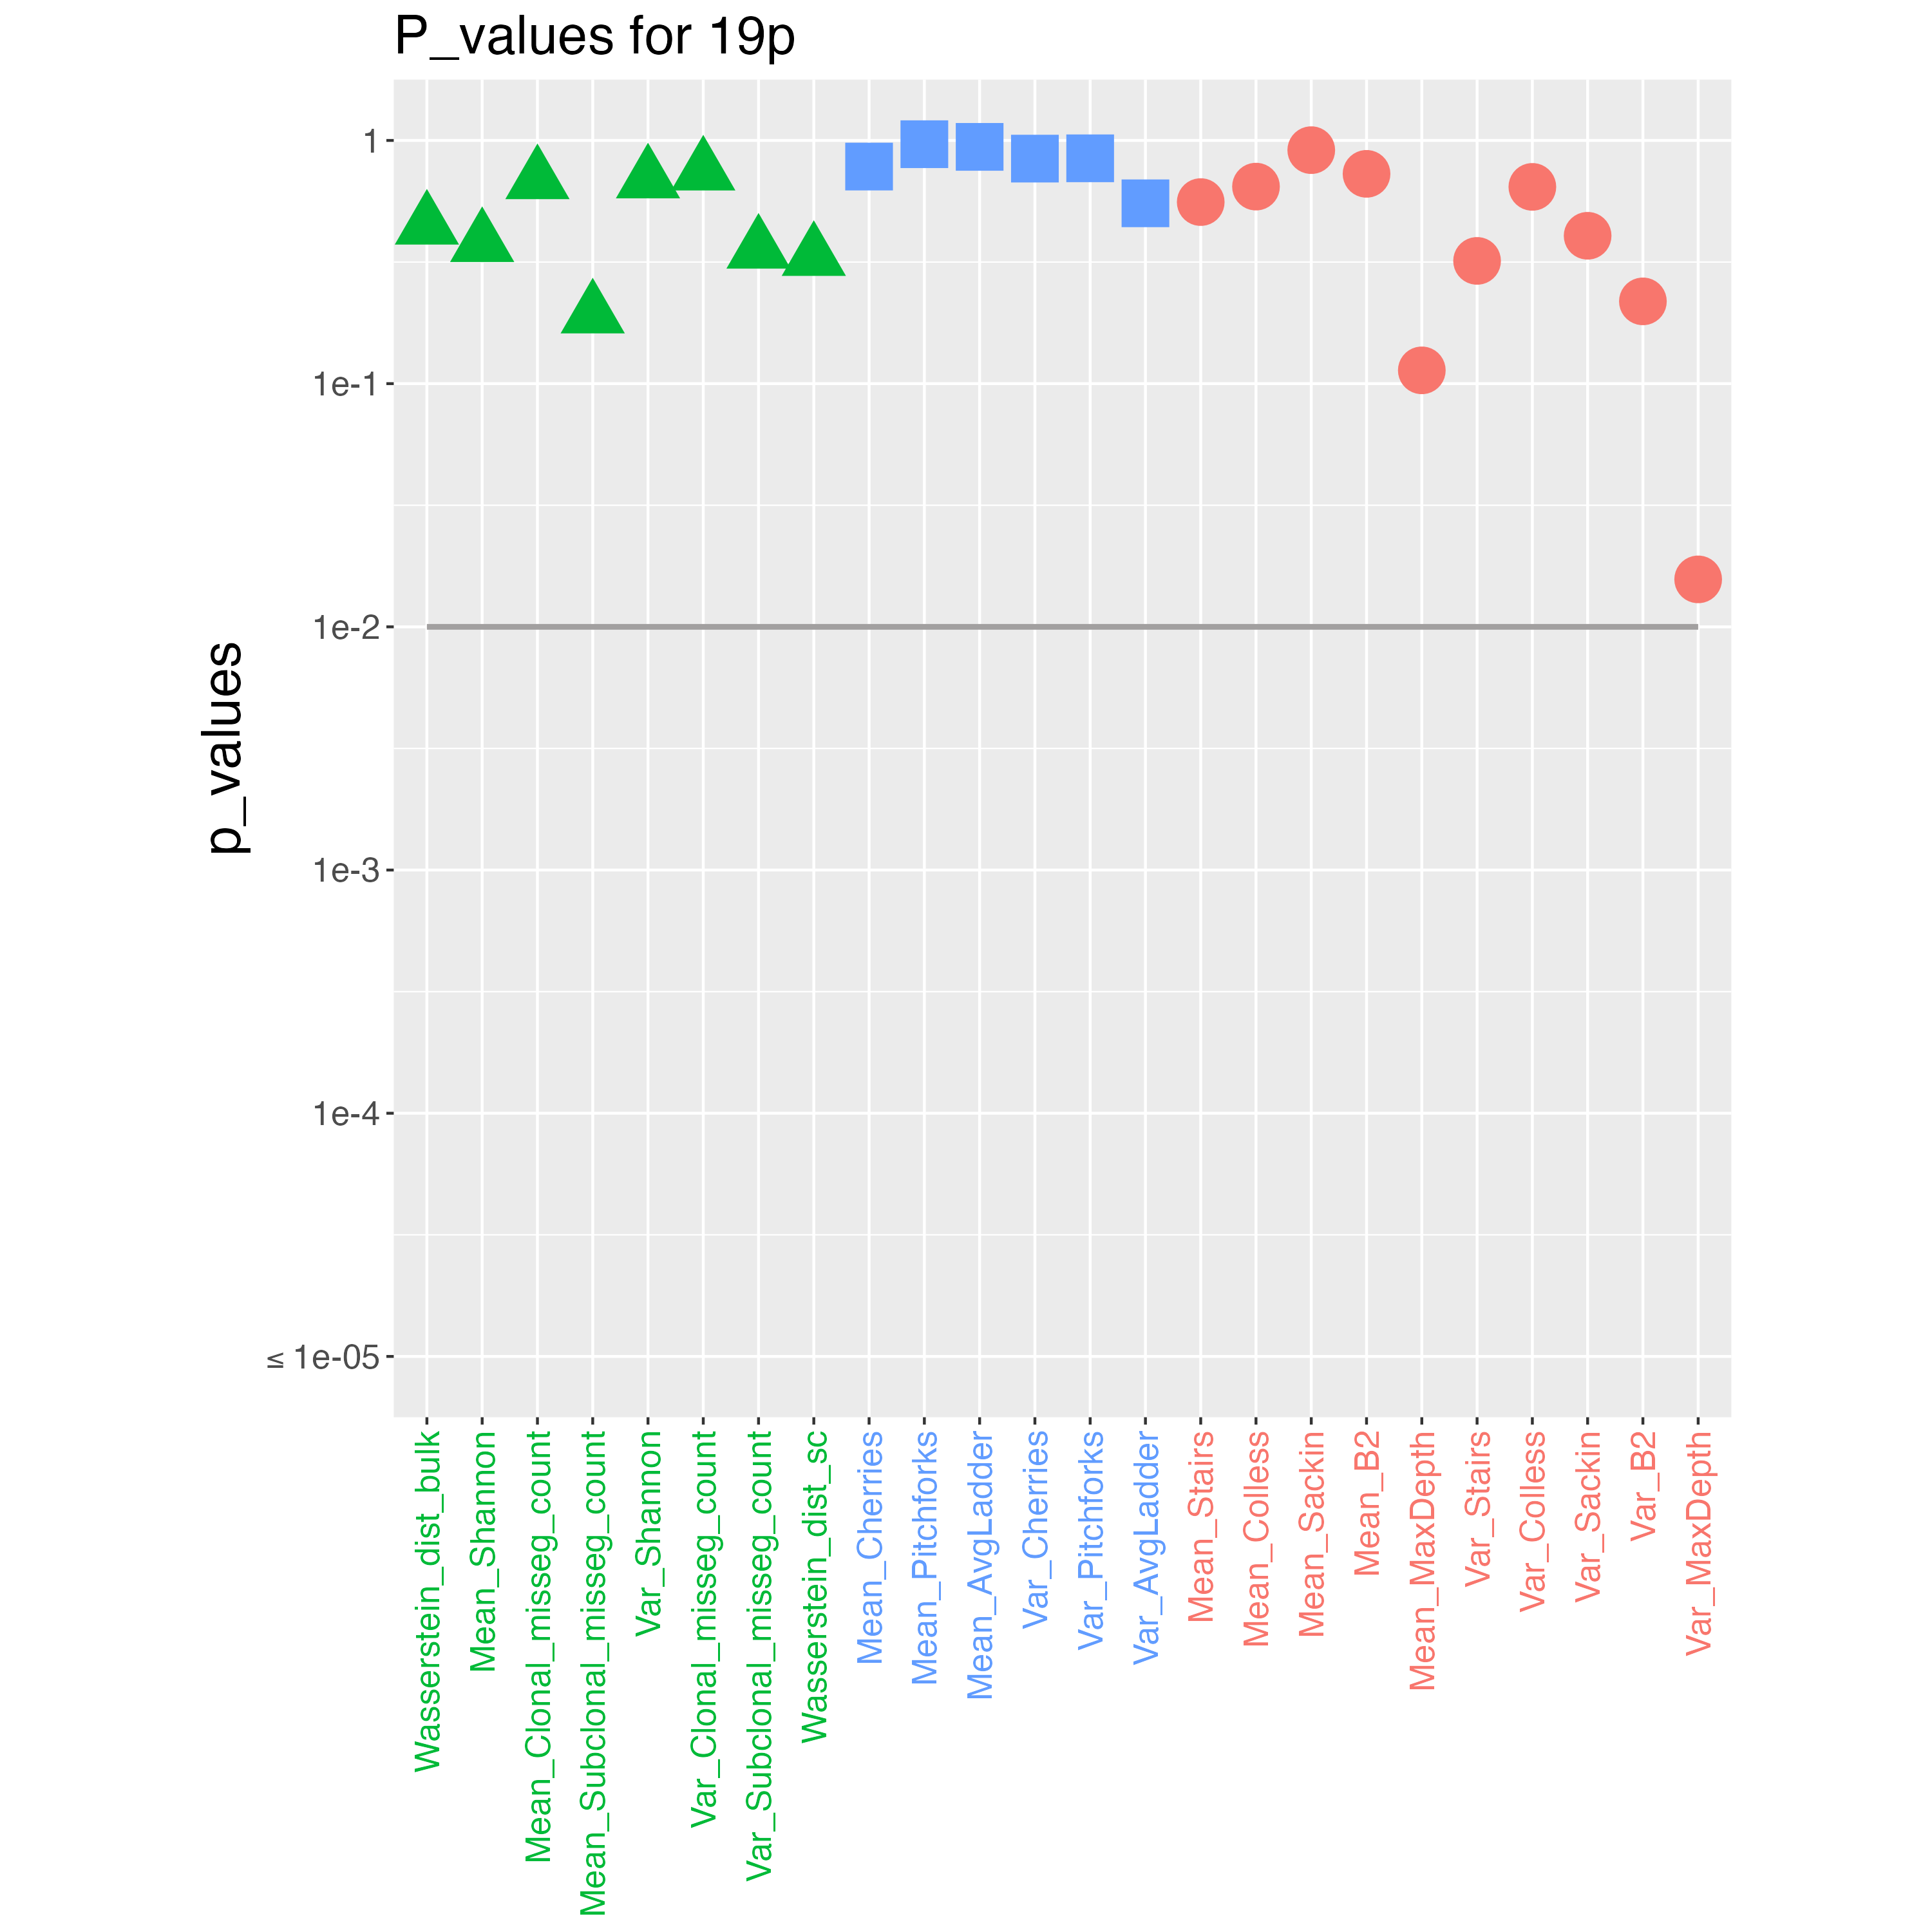 P_values for 19p
p_values
1
1e-1
1e-2
1e-3
1e-4
≤ 1e-05
Wasserstein_dist_bulk
Mean_Shannon
Mean_Clonal_misseg_count
Mean_Subclonal_misseg_count
Var_Shannon
Var_Clonal_misseg_count
Var_Subclonal_misseg_count
Wasserstein_dist_sc
Mean_Cherries
Mean_Pitchforks
Mean_AvgLadder
Var_Cherries
Var_Pitchforks
Var_AvgLadder
Mean_Stairs
Mean_Colless
Mean_Sackin
Mean_B2
Mean_MaxDepth
Var_Stairs
Var_Colless
Var_Sackin
Var_B2
Var_MaxDepth